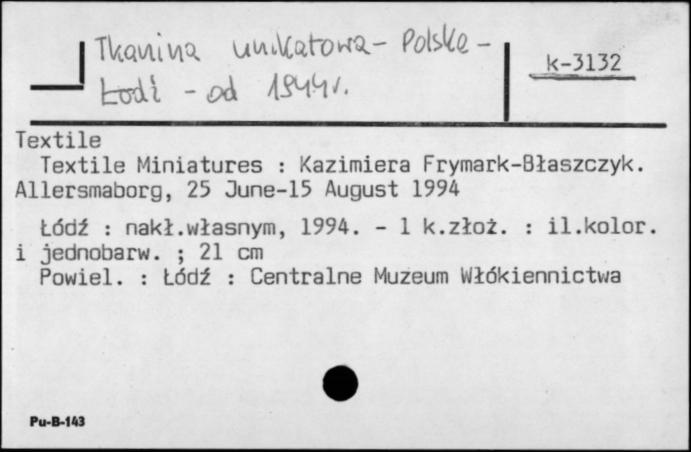 Tkanina unikatowa - Polska -
Łódź - od 1944r.
k-3132
Textile
Textile Miniatures : Kazimiera Frymark-Błaszczyk.
Allersmaborg, 25 June-15 August 1994
Łódź : nakł.własnym, 1994. - 1 k.złoż. : il.kolor.
i jednobarw. ; 21 cm
Powiel. : Łódź : Centralne Muzeum Włókiennictwa
Pu-B-143